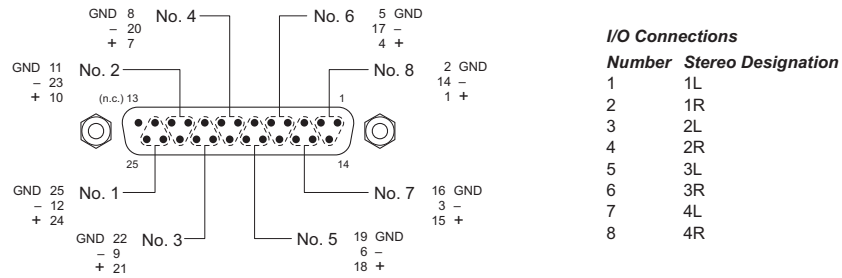 GND 8 No. 4
– 20
+ 7
No. 6 5 GND
17 –
4 +
GND 11 No. 2
– 23
+ 10
No. 8 2 GND
14 –
1 +
(n.c.) 13 1
25 14
GND 25 No. 1
– 12
+ 24
No. 7 16 GND
3 –
15 +
GND 22 No. 3
– 9
+ 21
No. 5 19 GND
6 –
18 +
I/O Connections
Number Stereo Designation
1 1L
2 1R
3 2L
4 2R
5 3L
6 3R
7 4L
8 4R